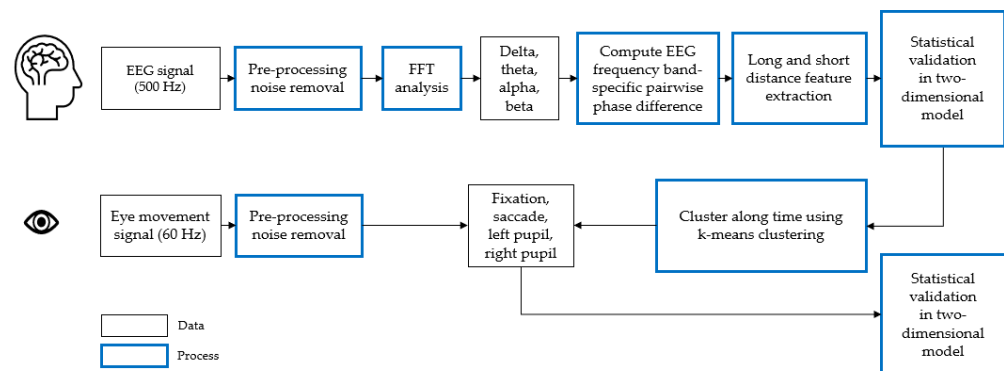 EEG signal
(500 Hz)
Pre-processing
noise removal
FFT
analysis
Delta,
theta,
alpha,
beta
Compute EEG
frequency band-
specific pairwise
phase difference
Long and short
distance feature
extraction
Statistical
validation
in two-
dimensional
model
Eye movement
signal (60 Hz)
Pre-processing
noise removal
Fixation,
saccade,
left pupil,
right pupil
Cluster along time using
k-means clustering
Statistical
validation
in two-
dimensional
model
Data
Process